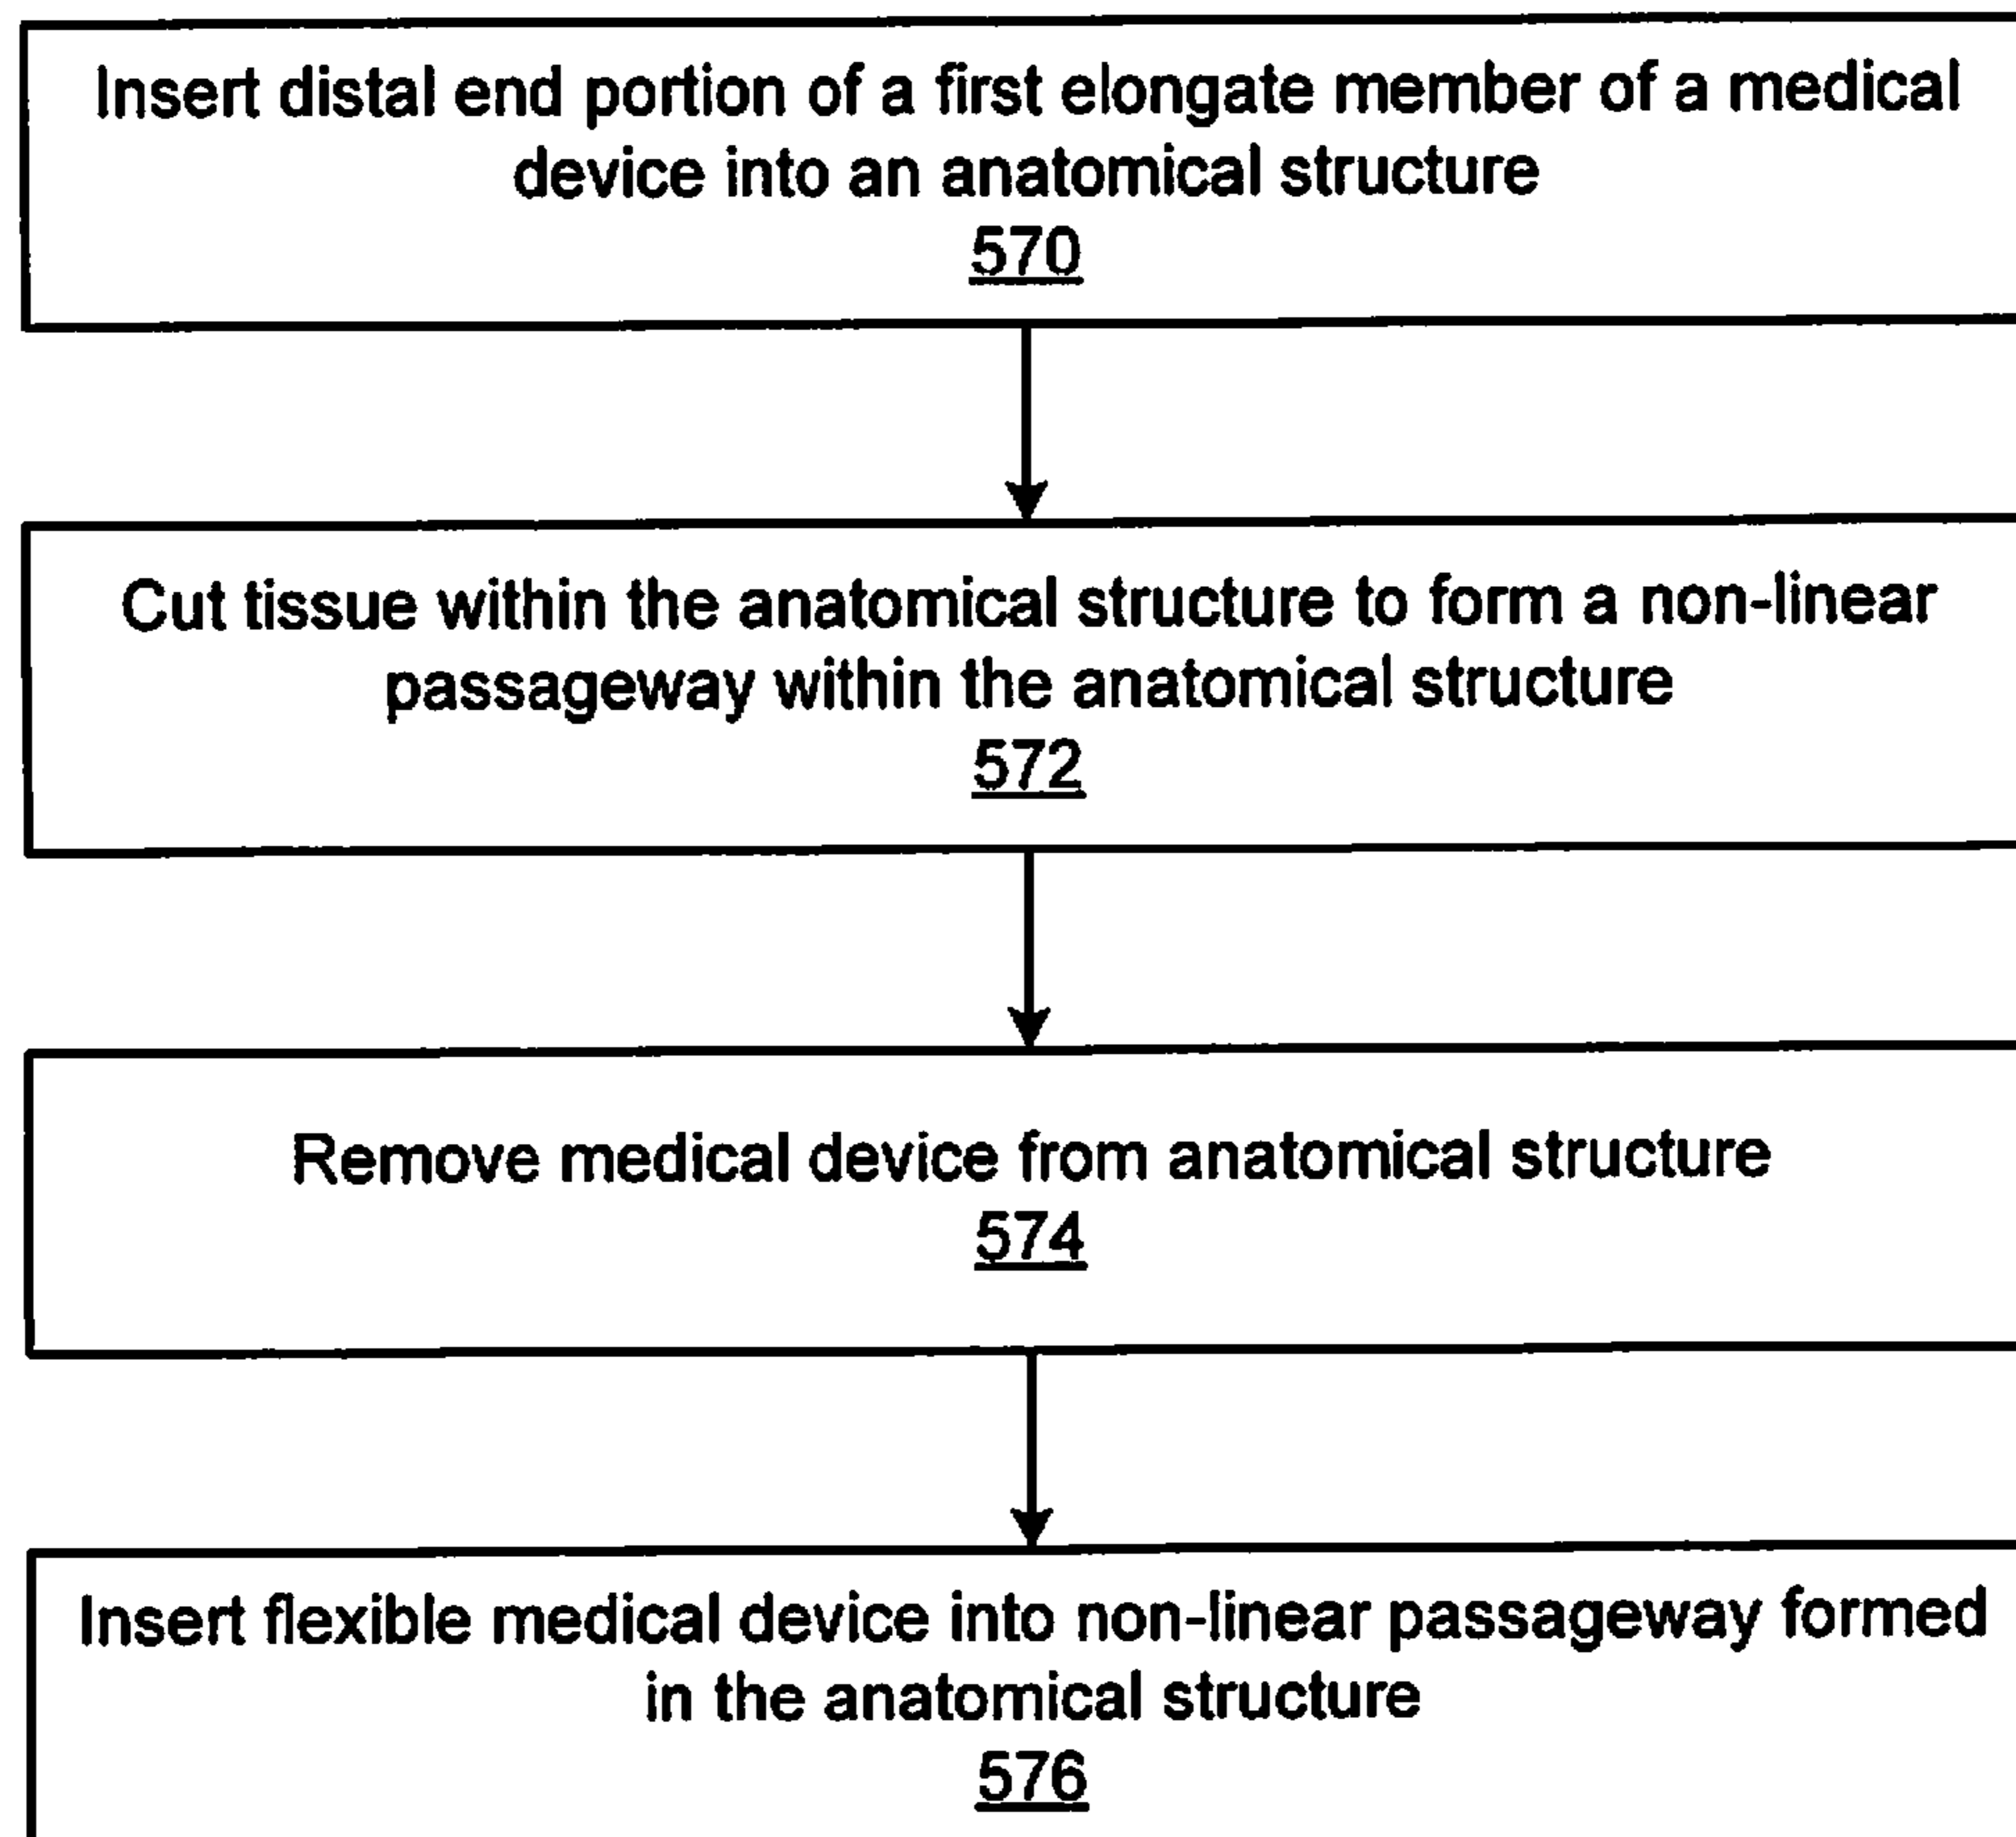 Insert distal end portion of a first elongate member of a medical
device into an anatomical structure
570
Cut tissue within the anatomical structure to form a non-linear
passageway within the anatomical structure
572
Remove medical device from anatomical structure
574
Insert flexible medical device into non-linear passageway formed
in the anatomical structure
576